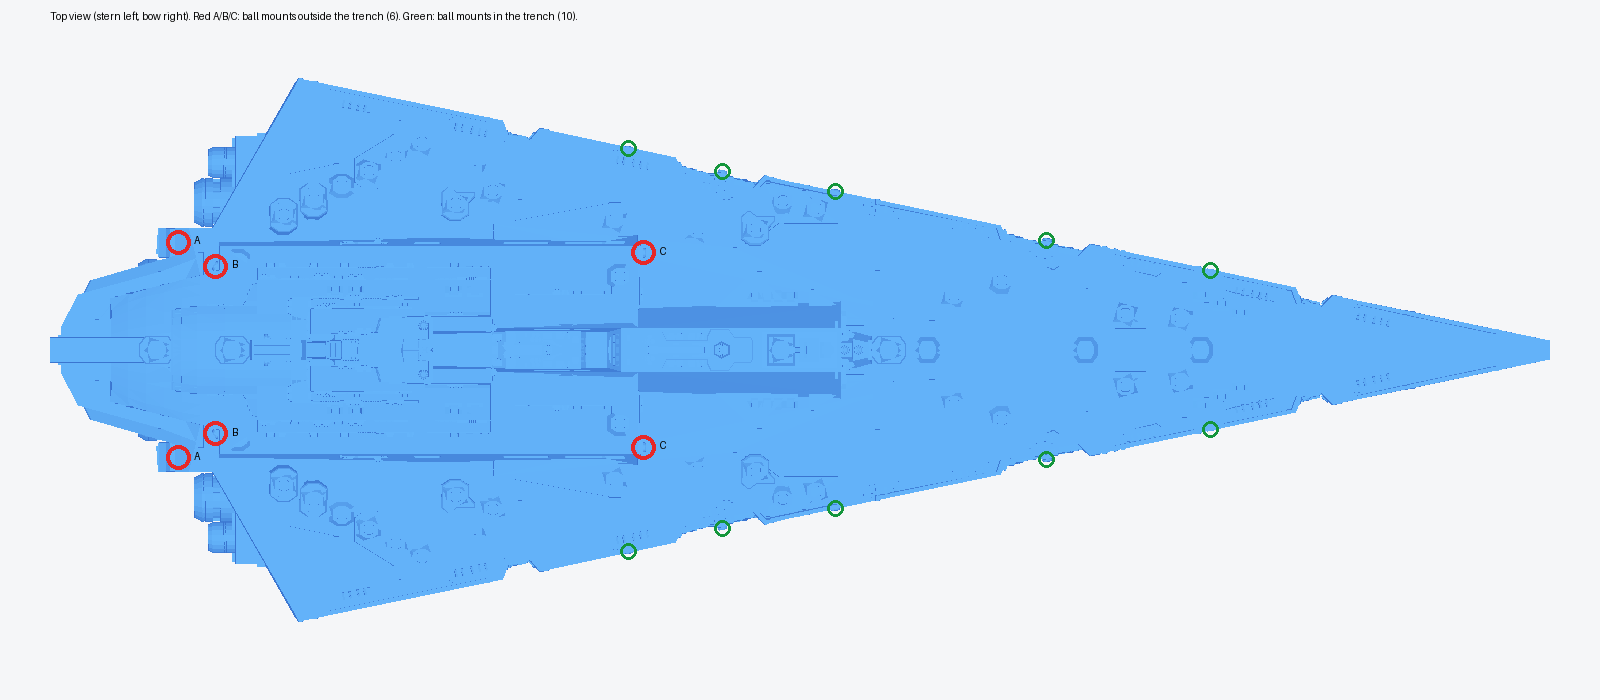 Top view (stern left, bow right). Red A/B/C: ball mounts outside the trench (6). Green: ball mounts in the trench (10).
A
B
C
B
A
C